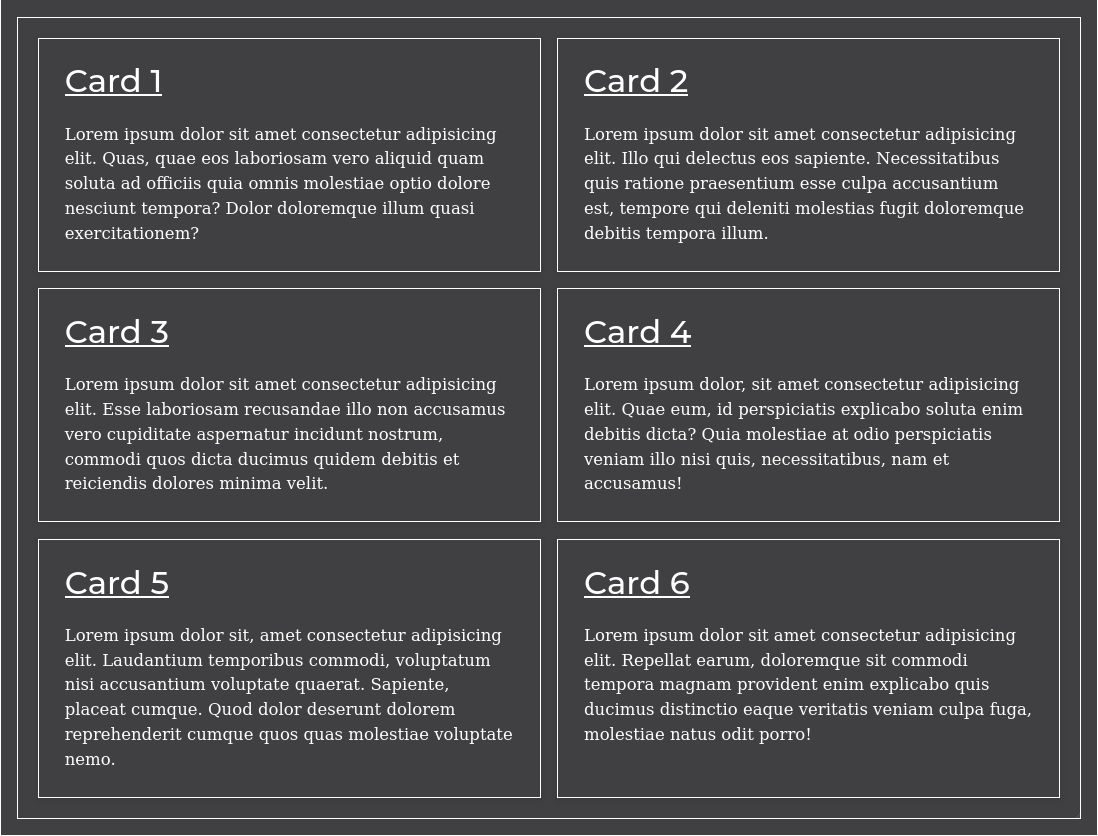 Card 1
Lorem ipsum dolor sit amet consectetur adipisicing
elit. Quas, quae eos laboriosam vero aliquid quam
soluta ad officiis quia omnis molestiae optio dolore
nesciunt tempora? Dolor doloremque illum quasi
exercitationem?
Card 2
Lorem ipsum dolor sit amet consectetur adipisicing
elit. Illo qui delectus eos sapiente. Necessitatibus
quis ratione praesentium esse culpa accusantium
est, tempore qui deleniti molestias fugit doloremque
debitis tempora illum.
Card 3
Lorem ipsum dolor sit amet consectetur adipisicing
elit. Esse laboriosam recusandae illo non accusamus
vero cupiditate aspernatur incidunt nostrum,
commodi quos dicta ducimus quidem debitis et
reiciendis dolores minima velit.
Card 4
Lorem ipsum dolor, sit amet consectetur adipisicing
elit. Quae eum, id perspiciatis explicabo soluta enim
debitis dicta? Quia molestiae at odio perspiciatis
veniam illo nisi quis, necessitatibus, nam et
accusamus!
Card 5
Lorem ipsum dolor sit, amet consectetur adipisicing
elit. Laudantium temporibus commodi, voluptatum
nisi accusantium voluptate quaerat. Sapiente,
placeat cumque. Quod dolor deserunt dolorem
reprehenderit cumque quos quas molestiae voluptate
nemo.
Card 6
Lorem ipsum dolor sit amet consectetur adipisicing
elit. Repellat earum, doloremque sit commodi
tempora magnam provident enim explicabo quis
ducimus distinctio eaque veritatis veniam culpa fuga,
molestiae natus odit porro!